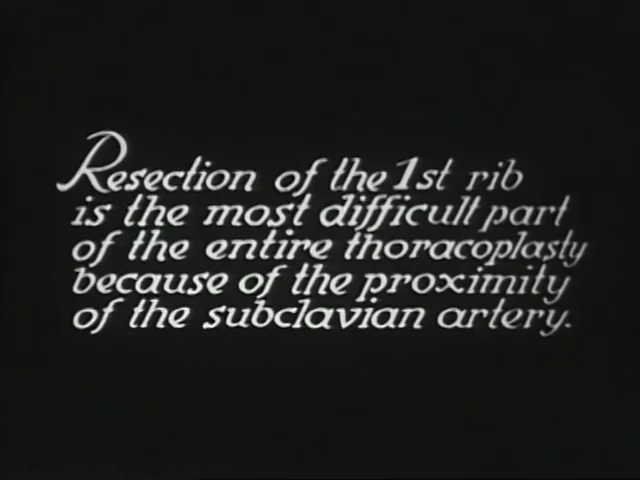 Resection of the 1st rib
is the most difficult part
of the entire thoracoplasty
because of the proximity
of the subclavian artery.